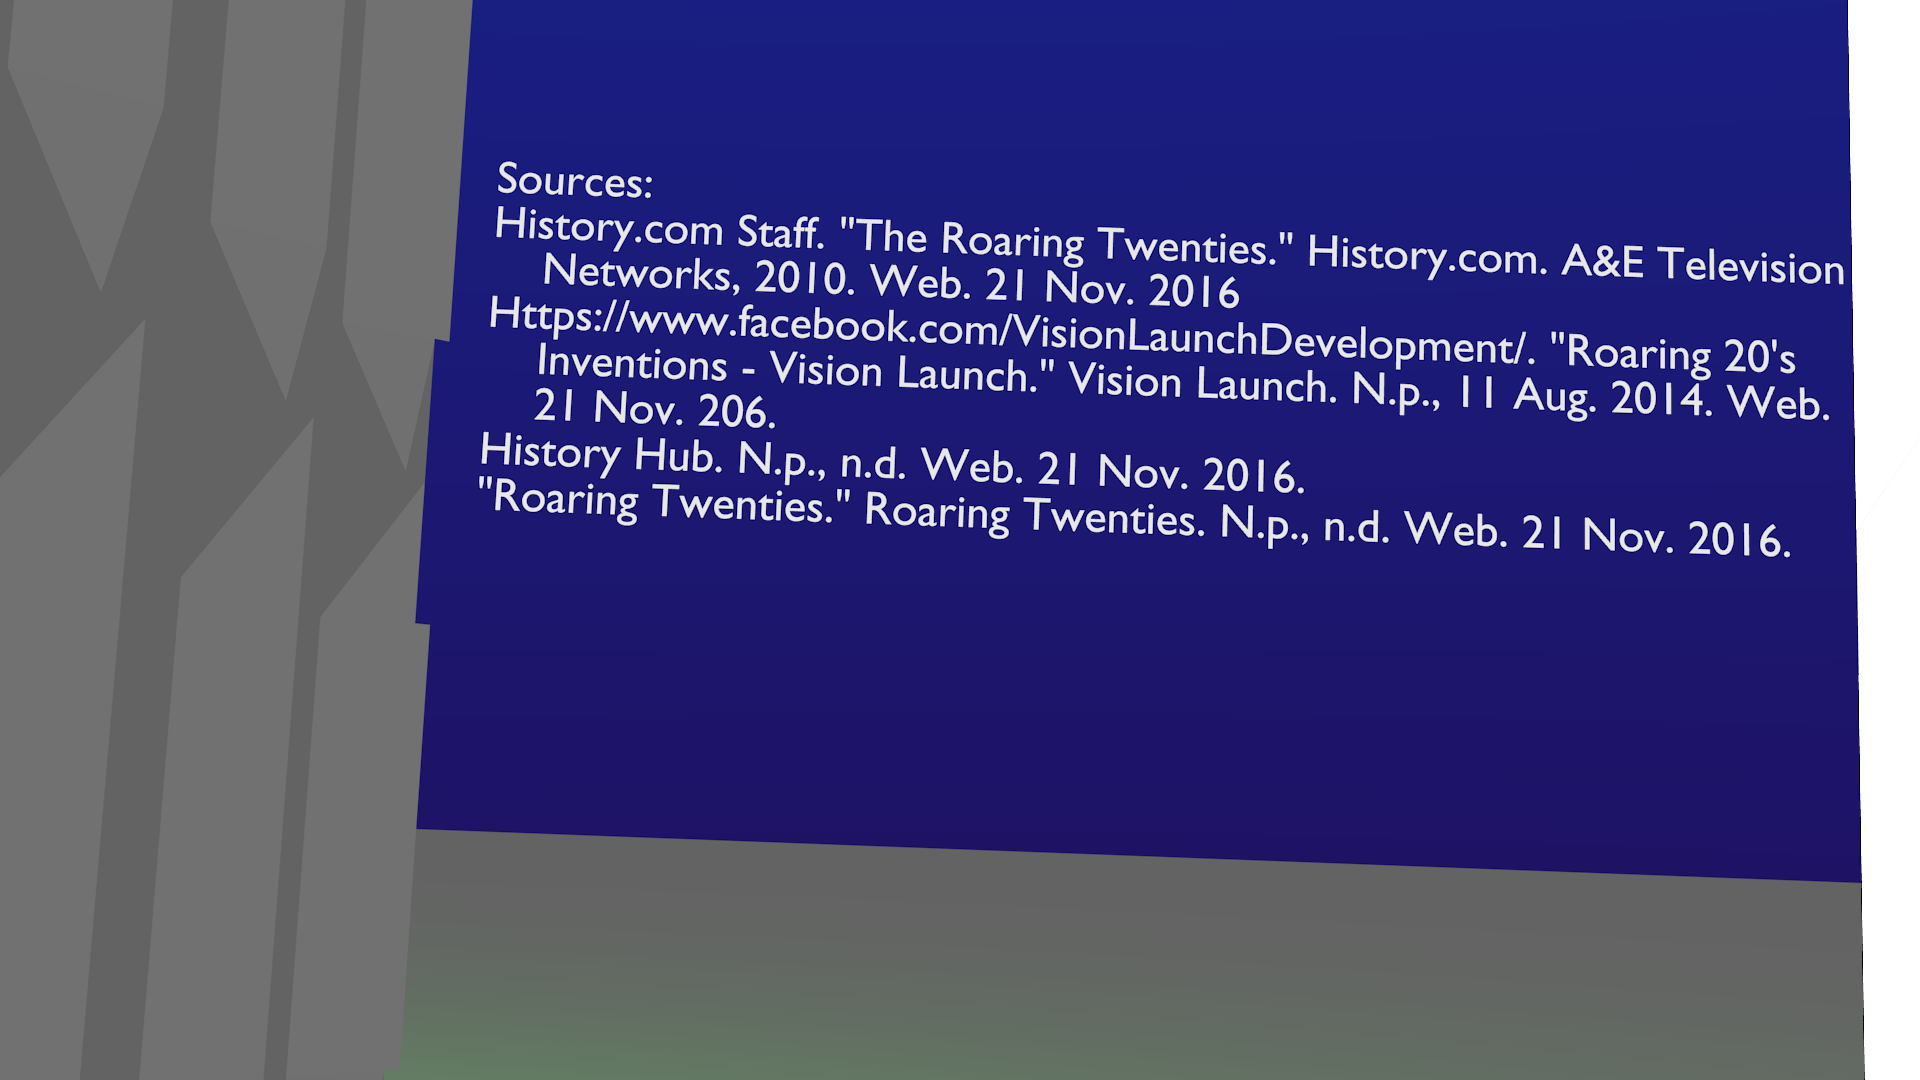 Sources:
History.com Staff. "The Roaring Twenties." History.com. A&E Television
Networks, 2010. Web. 21 Nov. 2016
Https://www.facebook.com/VisionLaunchDevelopment/. "Roaring 20's
Inventions - Vision Launch." Vision Launch. N.p., 11 Aug. 2014. Web.
21 Nov. 206.
History Hub. N.p., n.d. Web. 21 Nov. 2016.
"Roaring Twenties." Roaring Twenties. N.p., n.d. Web. 21 Nov. 2016.